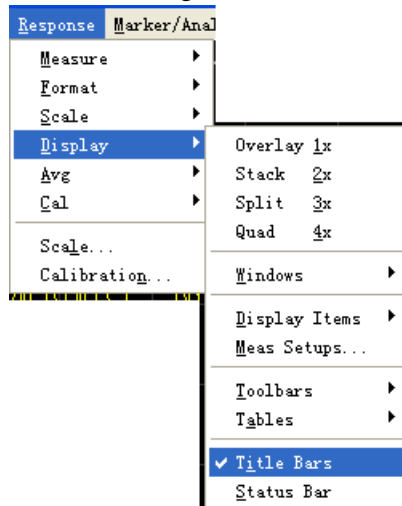 Response Marker/Anal
Measure
Format
Scale
Display
Avg
Cal
Scale...
Calibration...
Overlay 1x
Stack 2x
Split 3x
Quad 4x
Windows
Display Items
Meas Setups...
Toolbars
Tables
Title Bars
Status Bar